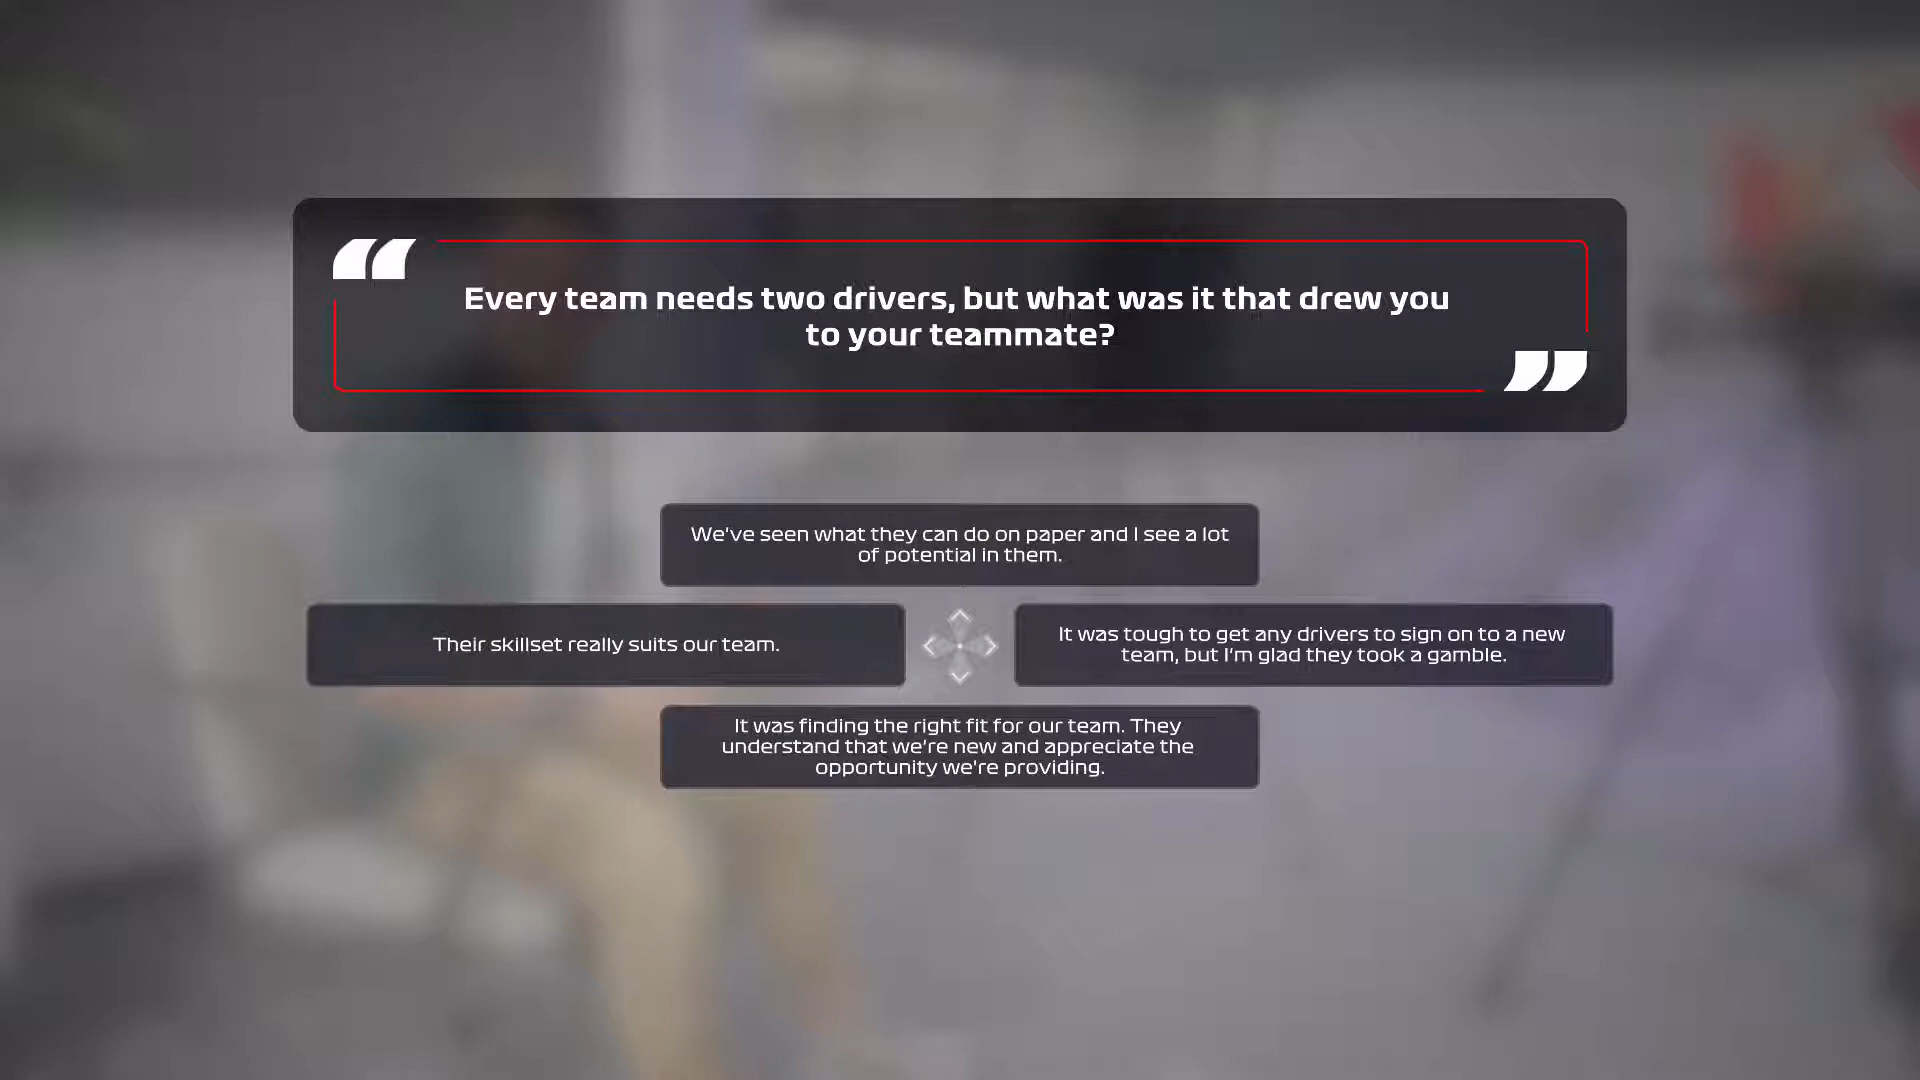 Every team needs two drivers, but what was it that drew you
to your teammate?
We've seen what they can do on paper and I see a lot
of potential in them.
Their skillset really suits our team.
It was tough to get any drivers to sign on to a new
team, but I'm glad they took a gamble.
It was finding the right fit for our team. They
understand that we're new and appreciate the
opportunity we're providing.